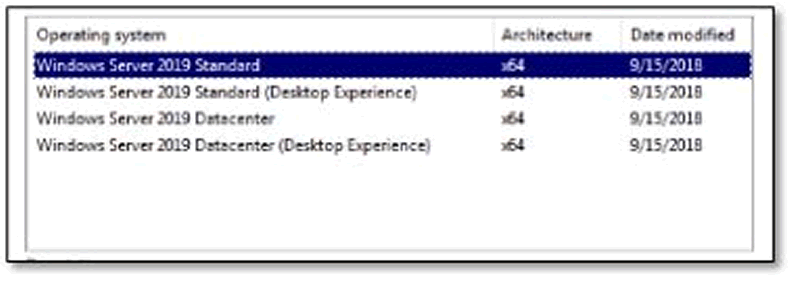 Operating system Architecture Date modified
Windows Server 2019 Standard x64 9/15/2018
Windows Server 2019 Standard (Desktop Experience) x64 9/15/2018
Windows Server 2019 Datacenter x64 9/15/2018
Windows Server 2019 Datacenter (Desktop Experience) x64 9/15/2018